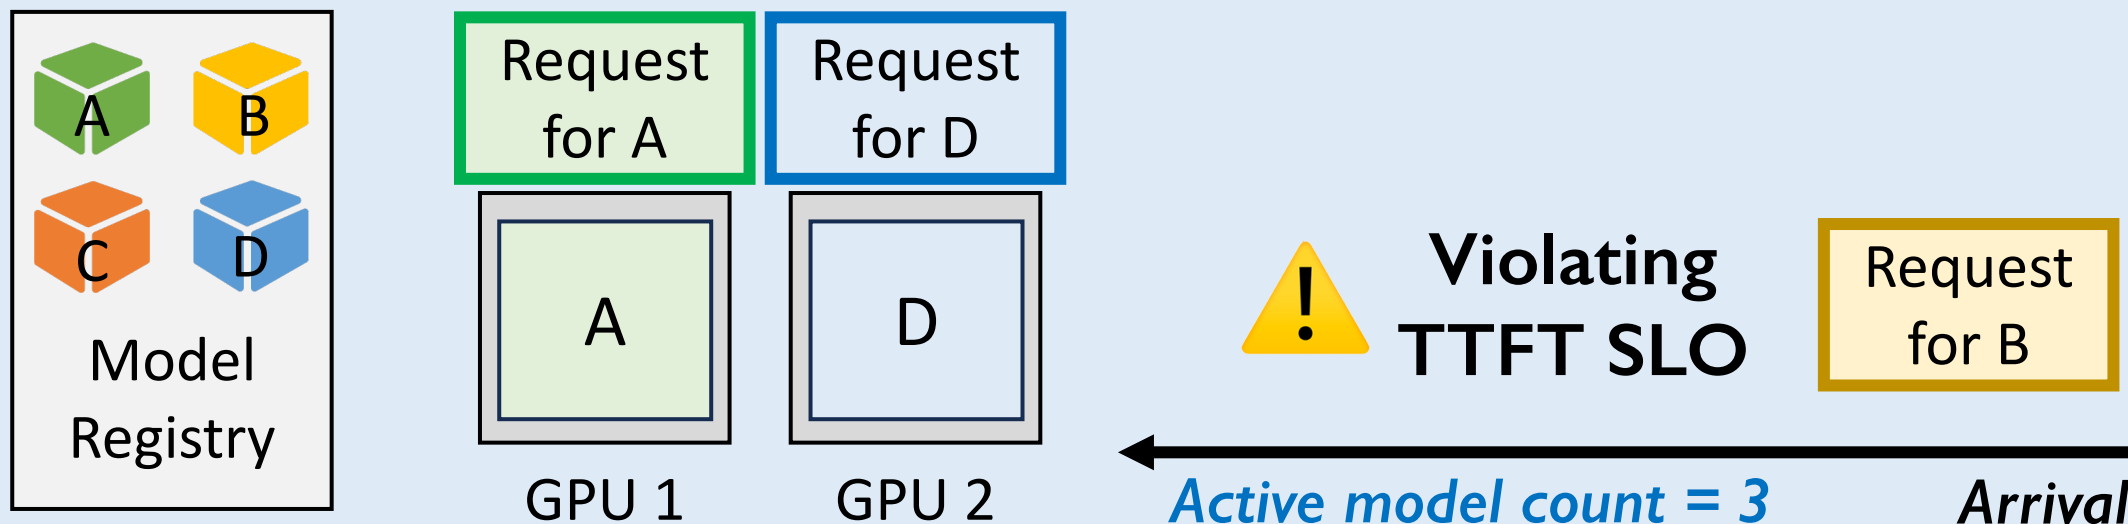 A
B
C
D
Model
Registry
Request
for A
Request
for D
A
D
GPU 1
GPU 2
!
Violating
TTFT SLO
Request
for B
Active model count = 3
Arrival